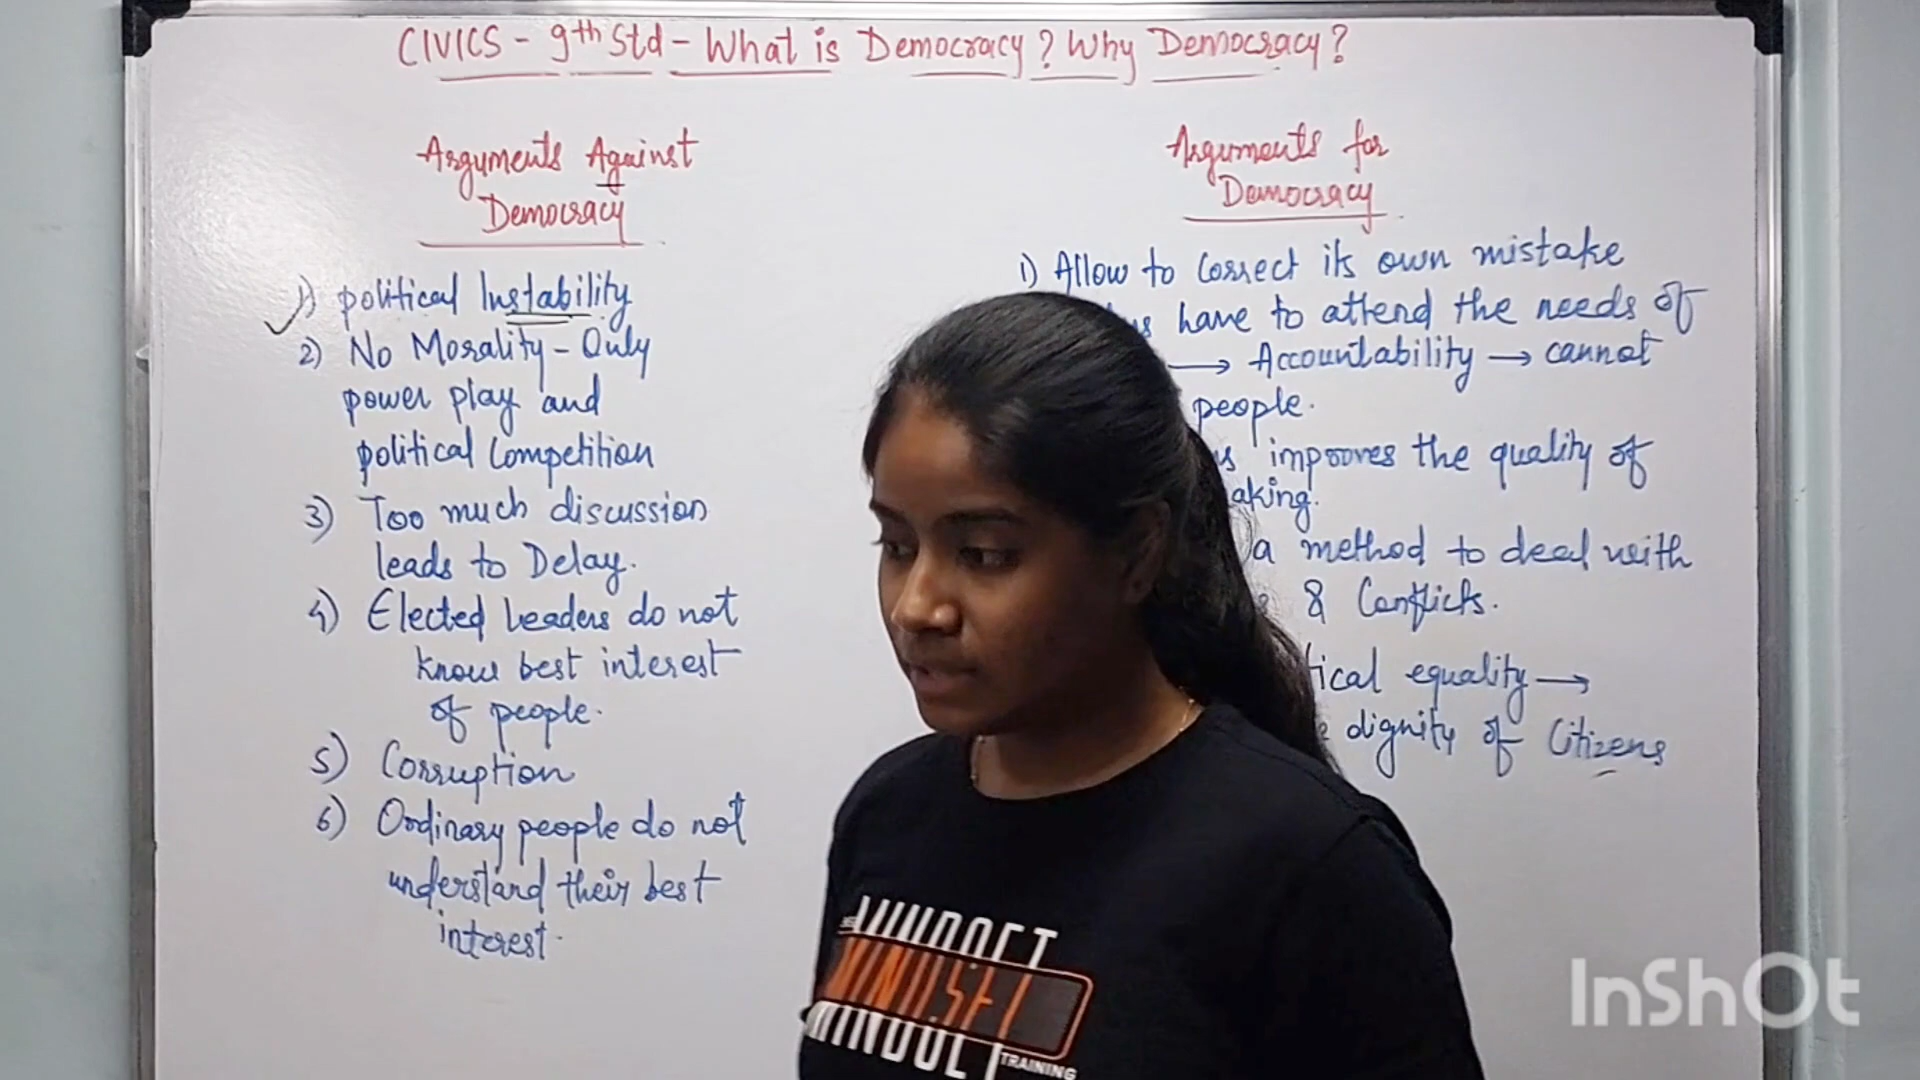 CIVICS - 9th Std - What is Democracy? Why Democracy?
Arguments Against
Democracy
1) political Instability
2) No Morality - Only
power play and
political Competition
3) Too much discussion
leads to Delay.
4) Elected leaders do not
know best interest
of people.
5) Corruption
6) Ordinary people do not
understand their best
interest.
Arguments for
Democracy
1) Allow to correct its own mistake
have to attend the needs of
→ Accountability → cannot
people.
improves the quality of
a method to deal with
& Conflicts.
equality →
dignity of Citizens
MINDSET
TRAINING
InShOt